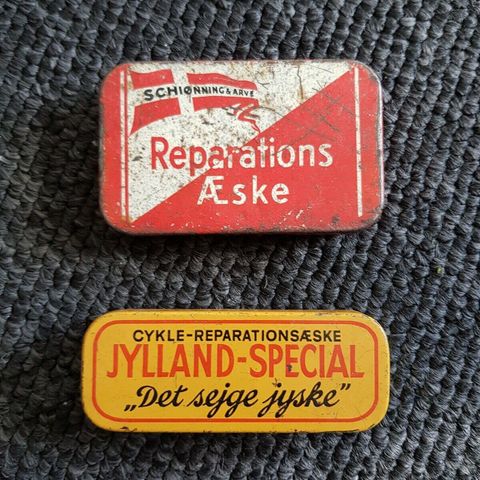 SCHIØNNING & ARVE
Reparations
Æske
CYKLE-REPARATIONSÆSKE
JYLLAND-SPECIAL
„Det sejge jyske”